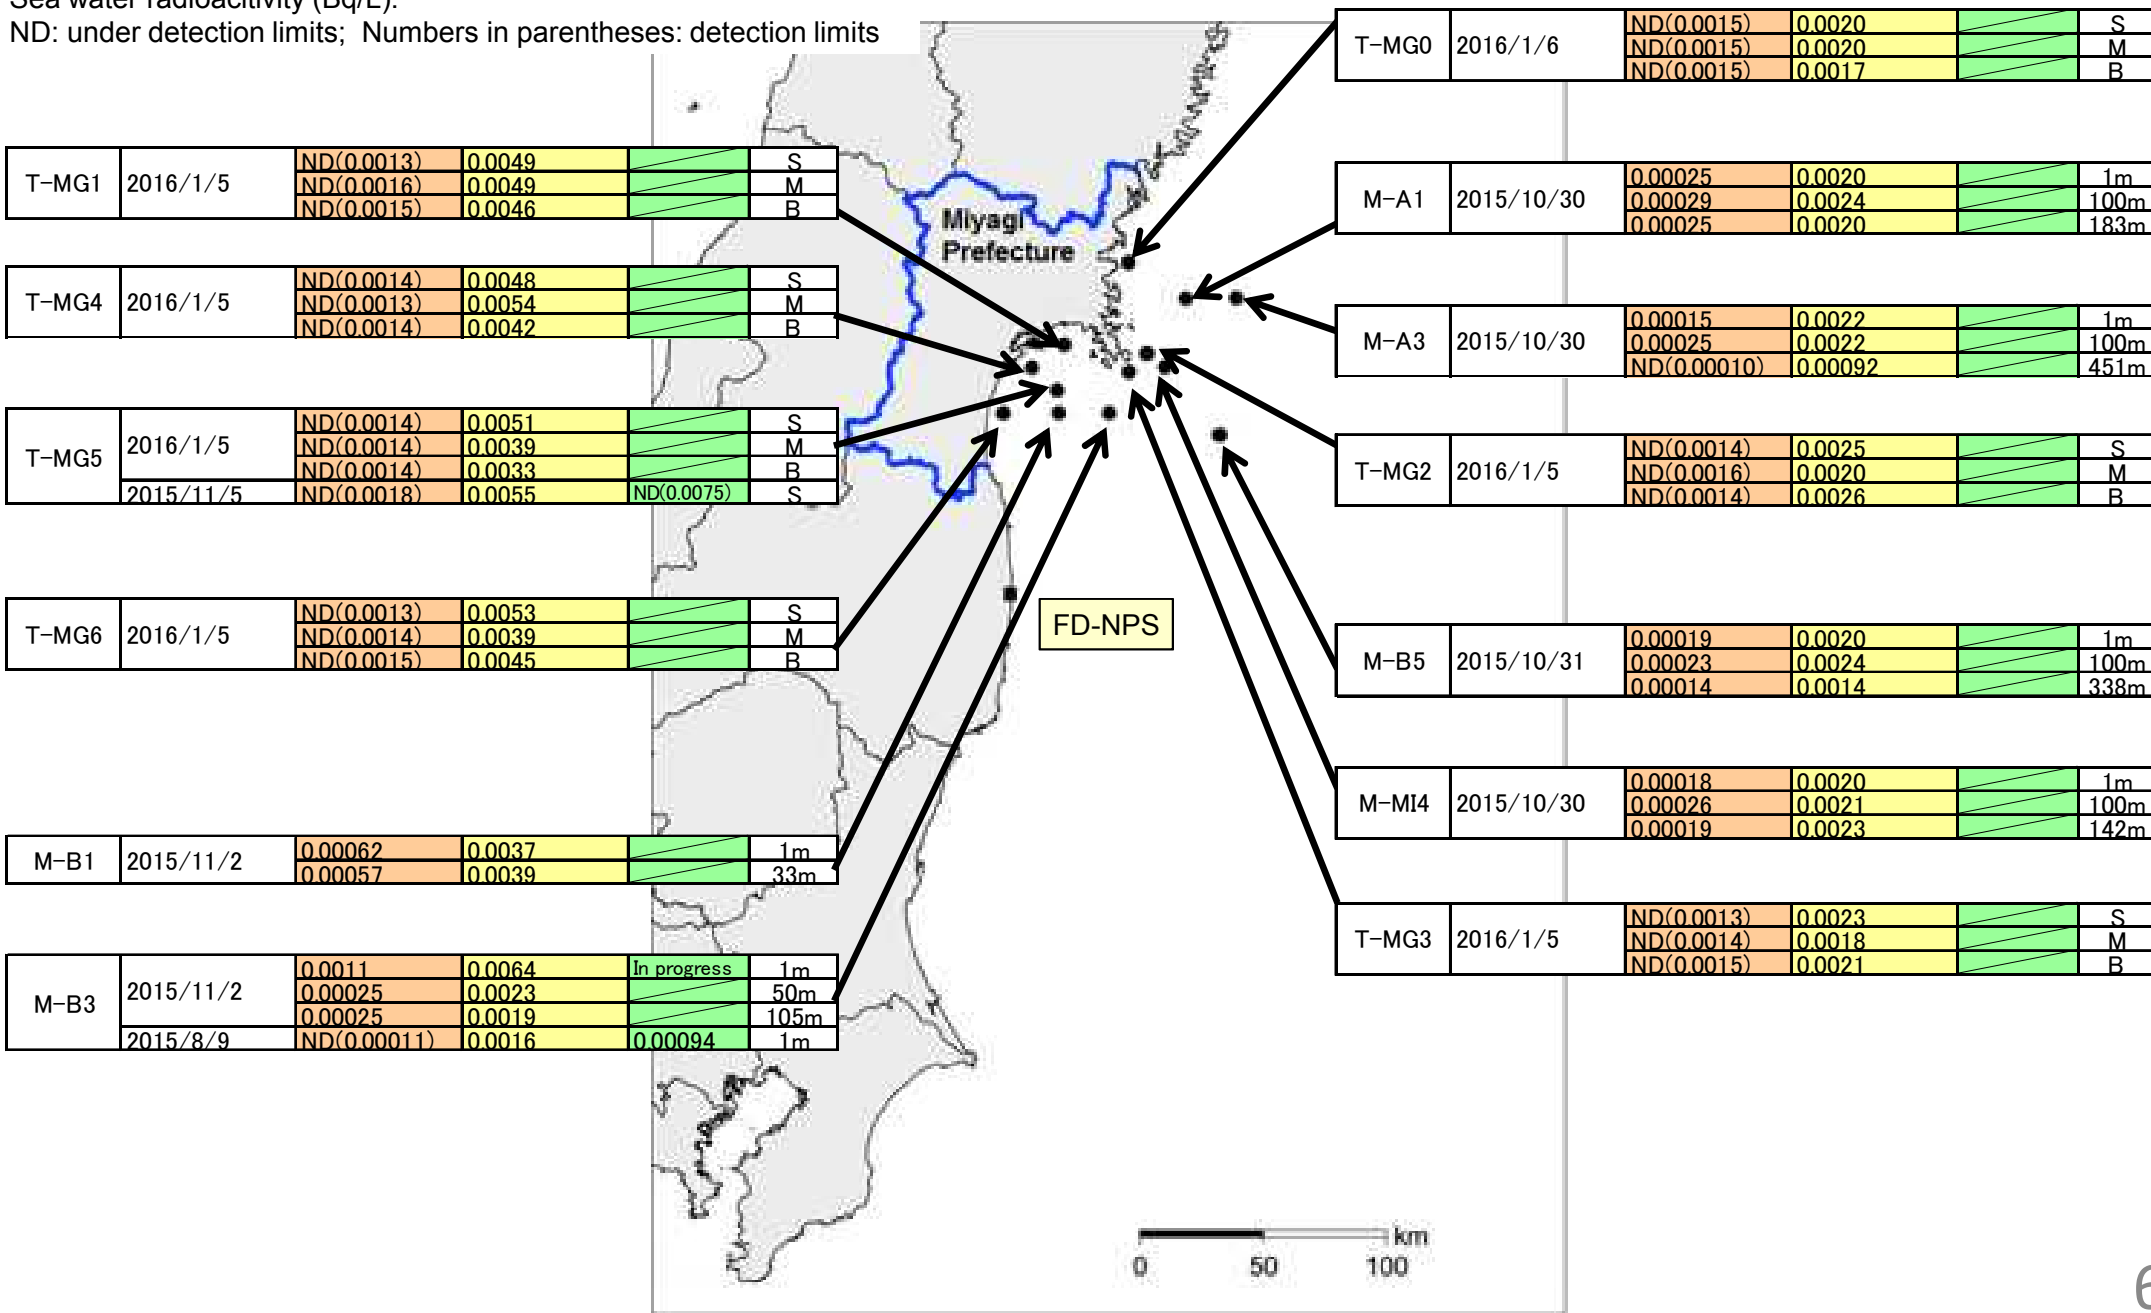 Sea water radioacitivity (Bq/L).
ND: under detection limits; Numbers in parentheses: detection limits
T-MG0 2016/1/6 ND(0.0015) 0.0020 S
ND(0.0015) 0.0020 M
ND(0.0015) 0.0017 B
T-MG1 2016/1/5 ND(0.0013) 0.0049 S
ND(0.0016) 0.0049 M
ND(0.0015) 0.0046 B
M-A1 2015/10/30 0.00025 0.0020 1m
0.00029 0.0024 100m
0.00025 0.0020 183m
Miyagi
Prefecture
T-MG4 2016/1/5 ND(0.0014) 0.0048 S
ND(0.0013) 0.0054 M
ND(0.0014) 0.0042 B
M-A3 2015/10/30 0.00015 0.0022 1m
0.00025 0.0022 100m
ND(0.00010) 0.00092 451m
T-MG5 2016/1/5 ND(0.0014) 0.0051 S
ND(0.0014) 0.0039 M
ND(0.0014) 0.0033 B
2015/11/5 ND(0.0018) 0.0055 ND(0.0075) S
T-MG2 2016/1/5 ND(0.0014) 0.0025 S
ND(0.0016) 0.0020 M
ND(0.0014) 0.0026 B
T-MG6 2016/1/5 ND(0.0013) 0.0053 S
ND(0.0014) 0.0039 M
ND(0.0015) 0.0045 B
FD-NPS
M-B5 2015/10/31 0.00019 0.0020 1m
0.00023 0.0024 100m
0.00014 0.0014 338m
M-MI4 2015/10/30 0.00018 0.0020 1m
0.00026 0.0021 100m
0.00019 0.0023 142m
M-B1 2015/11/2 0.00062 0.0037 1m
0.00057 0.0039 33m
T-MG3 2016/1/5 ND(0.0013) 0.0023 S
ND(0.0014) 0.0018 M
ND(0.0015) 0.0021 B
M-B3 2015/11/2 0.0011 0.0064 In progress 1m
0.00025 0.0023 50m
0.00025 0.0019 105m
2015/8/9 ND(0.00011) 0.0016 0.00094 1m
km
0 50 100
6